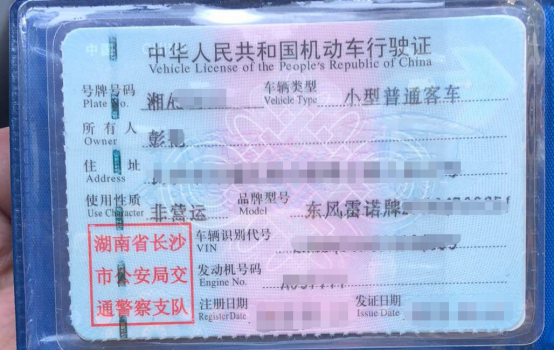 中华人民共和国机动车行驶证
Vehicle License of the People's Republic of China
号牌号码 湘A 车辆类型 小型普通客车
Plate No. Vehicle Type
所有人 彭
Owner
住址
Address
使用性质 非营运 品牌型号 东风雷诺牌
Use Character Model
湖南省长沙
市公安局交
通警察支队
车辆识别代号
VIN
发动机号码
Engine No.
注册日期 发证日期
Register Date Issue Date